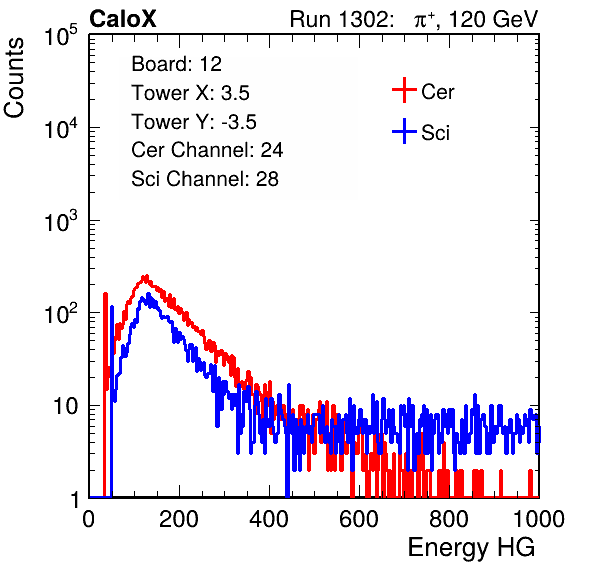 CaloX Run 1302: π⁺, 120 GeV
Board: 12
Tower X: 3.5
Tower Y: -3.5
Cer Channel: 24
Sci Channel: 28
Cer
Sci
Counts
10⁵
10⁴
10³
10²
10
1
0 200 400 600 800 1000
Energy HG